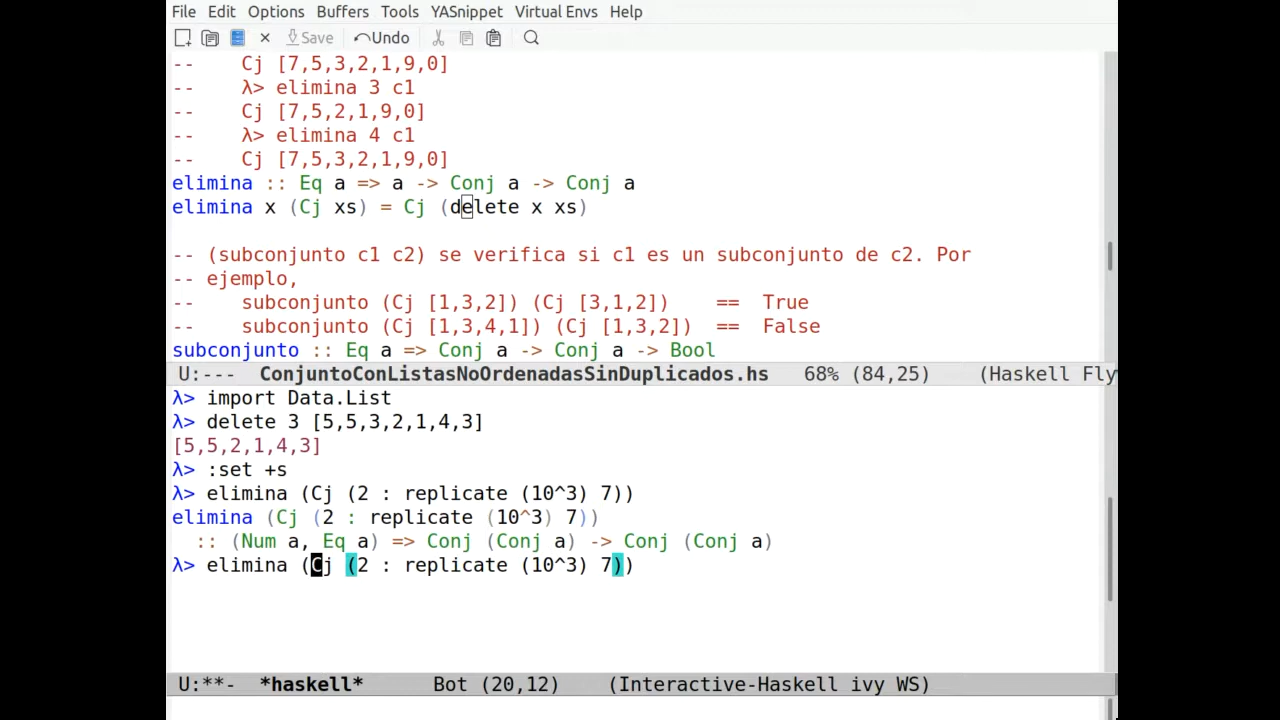 File Edit Options Buffers Tools YASnippet Virtual Envs Help
Save Undo
--    Cj [7,5,3,2,1,9,0]
--    λ> elimina 3 c1
--    Cj [7,5,2,1,9,0]
--    λ> elimina 4 c1
--    Cj [7,5,3,2,1,9,0]
elimina :: Eq a => a -> Conj a -> Conj a
elimina x (Cj xs) = Cj (delete x xs)
-- (subconjunto c1 c2) se verifica si c1 es un subconjunto de c2. Por
-- ejemplo,
--    subconjunto (Cj [1,3,2]) (Cj [3,1,2])    ==  True
--    subconjunto (Cj [1,3,4,1]) (Cj [1,3,2])  ==  False
subconjunto :: Eq a => Conj a -> Conj a -> Bool
U:---  ConjuntoConListasNoOrdenadasSinDuplicados.hs   68% (84,25)    (Haskell Fly
λ> import Data.List
λ> delete 3 [5,5,3,2,1,4,3]
[5,5,2,1,4,3]
λ> :set +s
λ> elimina (Cj (2 : replicate (10^3) 7))
elimina (Cj (2 : replicate (10^3) 7))
  :: (Num a, Eq a) => Conj (Conj a) -> Conj (Conj a)
λ> elimina (Cj (2 : replicate (10^3) 7))
U:**-  *haskell*      Bot (20,12)    (Interactive-Haskell ivy WS)